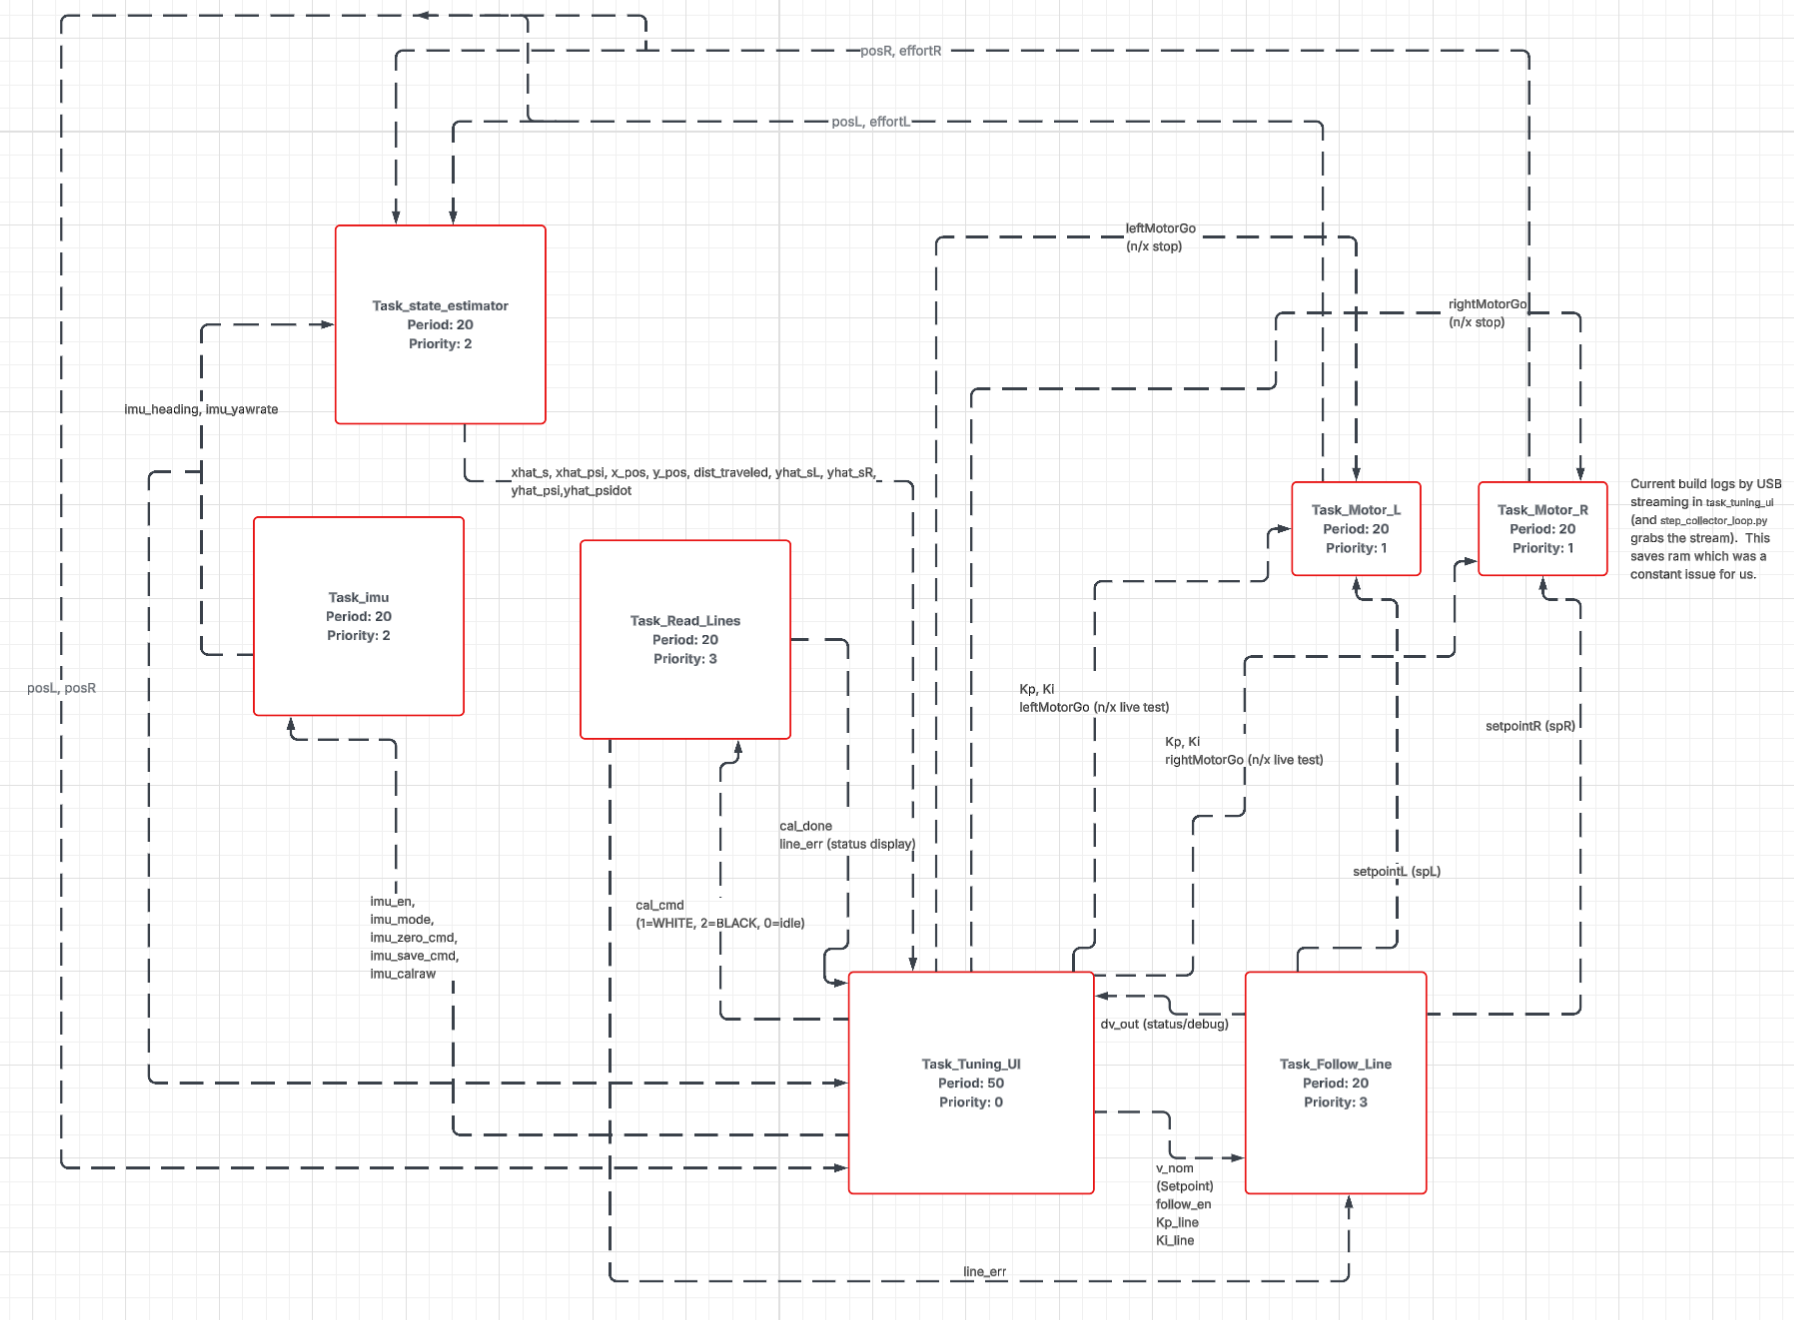 posR, effortR
posL, effortL
leftMotorGo
(n/x stop)
rightMotorGo
(n/x stop)
Task_state_estimator
Period: 20
Priority: 2
imu_heading, imu_yawrate
xhat_s, xhat_psi, x_pos, y_pos, dist_traveled, yhat_sL, yhat_sR,
yhat_psi,yhat_psidot
Task_Motor_L
Period: 20
Priority: 1
Task_Motor_R
Period: 20
Priority: 1
Current build logs by USB
streaming in task_tuning_ui
(and step_collector_loop.py
grabs the stream). This
saves ram which was a
constant issue for us.
Task_imu
Period: 20
Priority: 2
Task_Read_Lines
Period: 20
Priority: 3
posL, posR
Kp, Ki
leftMotorGo (n/x live test)
Kp, Ki
rightMotorGo (n/x live test)
setpointR (spR)
cal_done
line_err (status display)
setpointL (spL)
cal_cmd
(1=WHITE, 2=BLACK, 0=idle)
imu_en,
imu_mode,
imu_zero_cmd,
imu_save_cmd,
imu_calraw
dv_out (status/debug)
Task_Tuning_UI
Period: 50
Priority: 0
Task_Follow_Line
Period: 20
Priority: 3
v_nom
(Setpoint)
follow_en
Kp_line
Ki_line
line_err